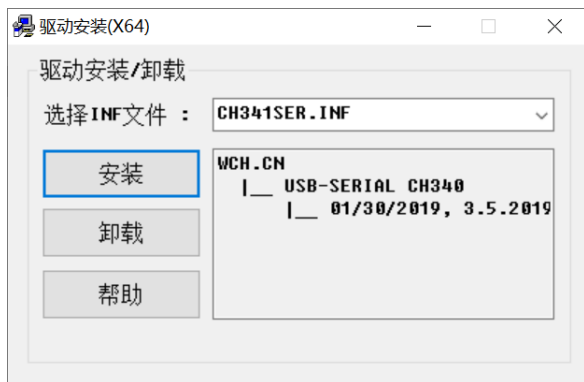 驱动安装(X64)
驱动安装/卸载
选择INF文件 :
CH341SER.INF
安装
WCH.CN
|__ USB-SERIAL CH340
|__ 01/30/2019, 3.5.2019
卸载
帮助